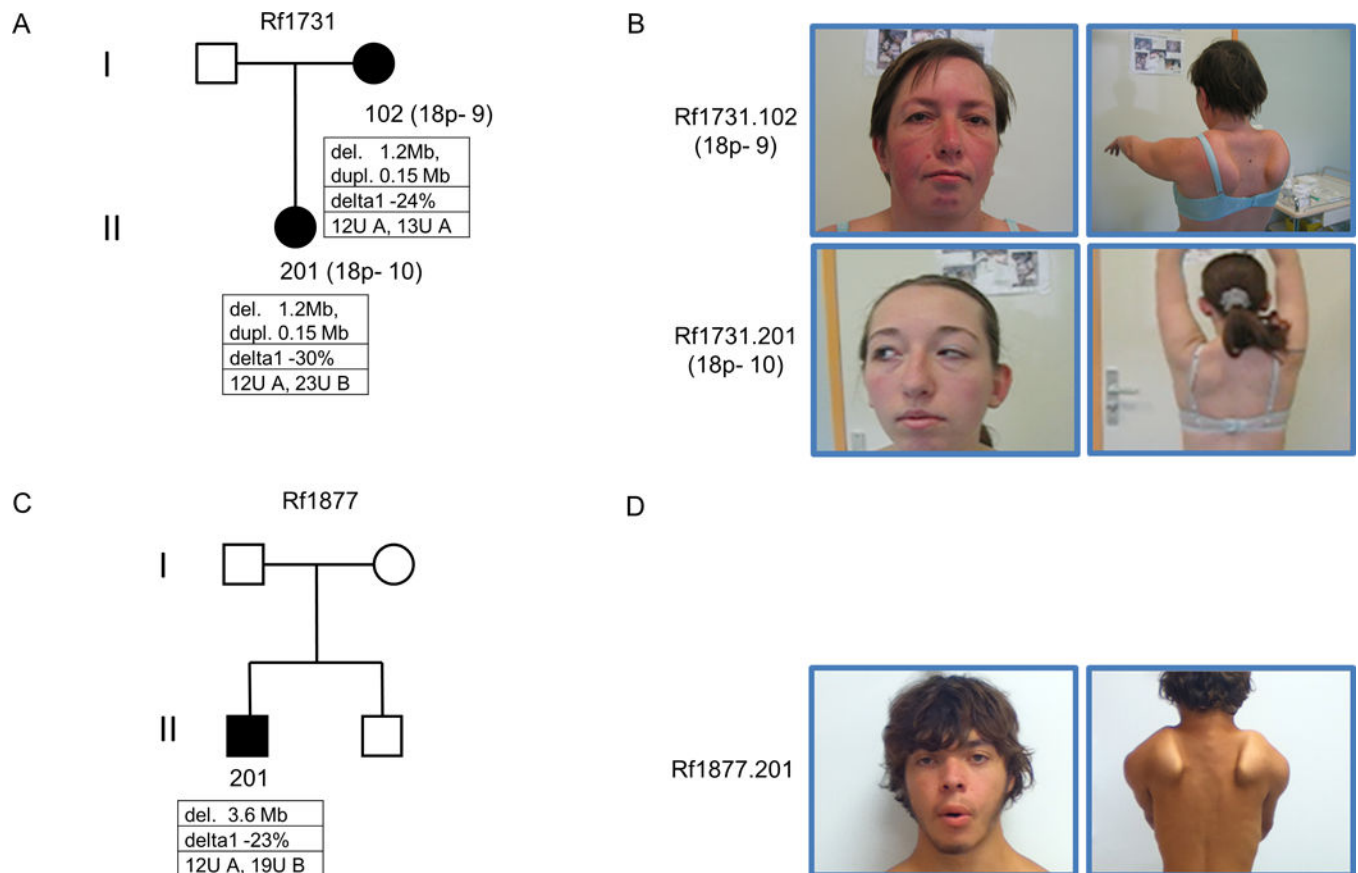 A
Rf1731
I
102 (18p- 9)
del. 1.2Mb,
dupl. 0.15 Mb
delta1 -24%
12U A, 13U A
II
201 (18p- 10)
del. 1.2Mb,
dupl. 0.15 Mb
delta1 -30%
12U A, 23U B
B
Rf1731.102
(18p- 9)
Rf1731.201
(18p- 10)
C
Rf1877
I
II
201
del. 3.6 Mb
delta1 -23%
12U A, 19U B
D
Rf1877.201